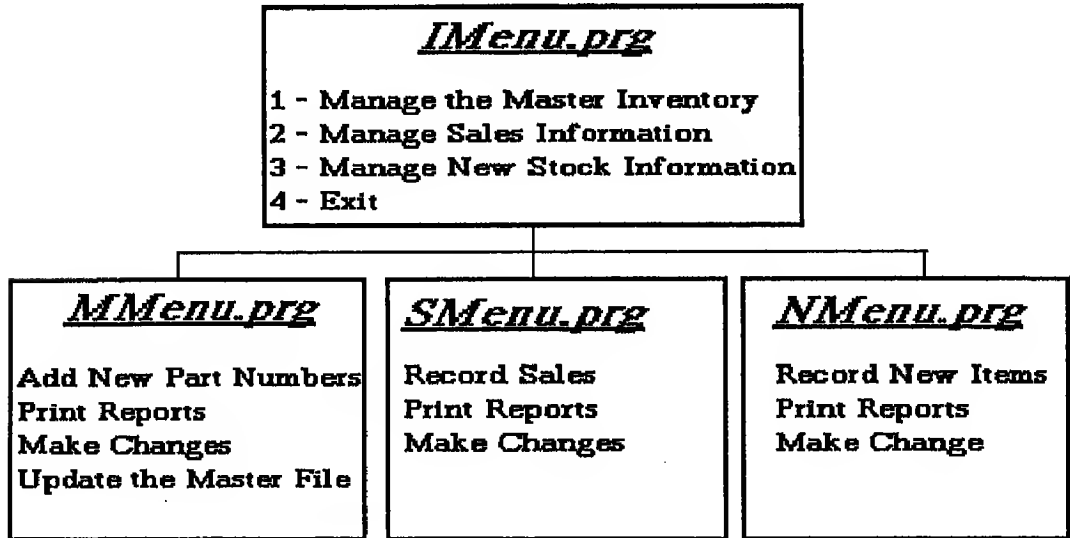 IMenu.prg
1 - Manage the Master Inventory
2 - Manage Sales Information
3 - Manage New Stock Information
4 - Exit
MMenu.prg
Add New Part Numbers
Print Reports
Make Changes
Update the Master File
SMenu.prg
Record Sales
Print Reports
Make Changes
NMenu.prg
Record New Items
Print Reports
Make Change